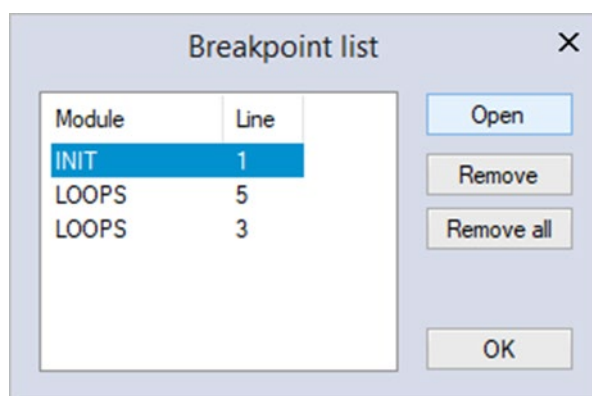 Breakpoint list
Module Line
INIT 1
LOOPS 5
LOOPS 3
Open
Remove
Remove all
OK